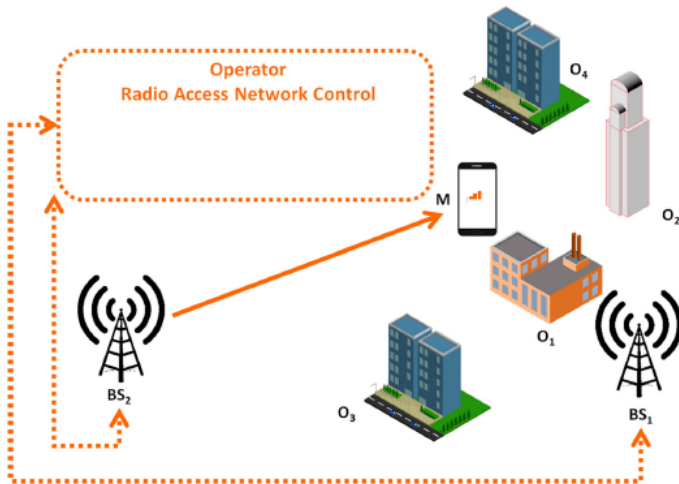 Operator
Radio Access Network Control
O₄
M
O₂
O₁
BS₂
O₃
BS₁